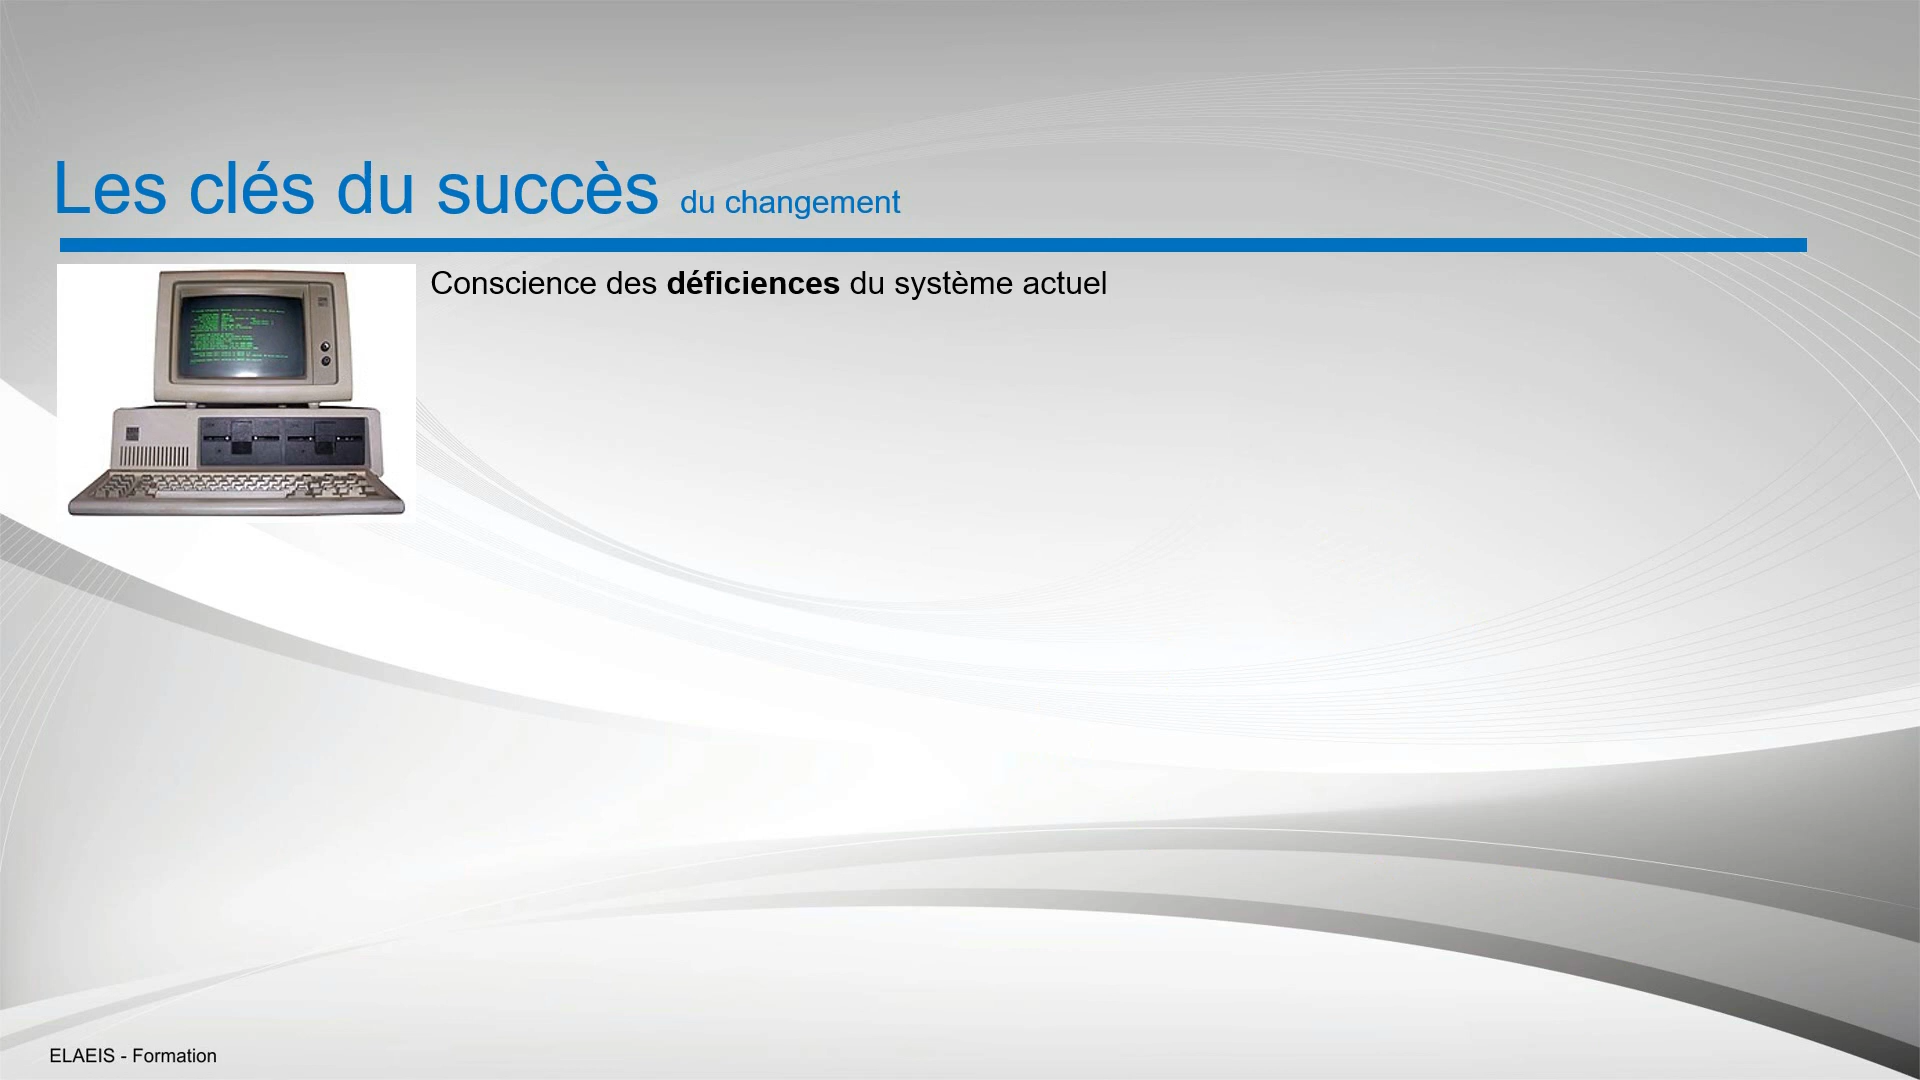 Les clés du succès du changement
Conscience des déficiences du système actuel
ELAEIS - Formation